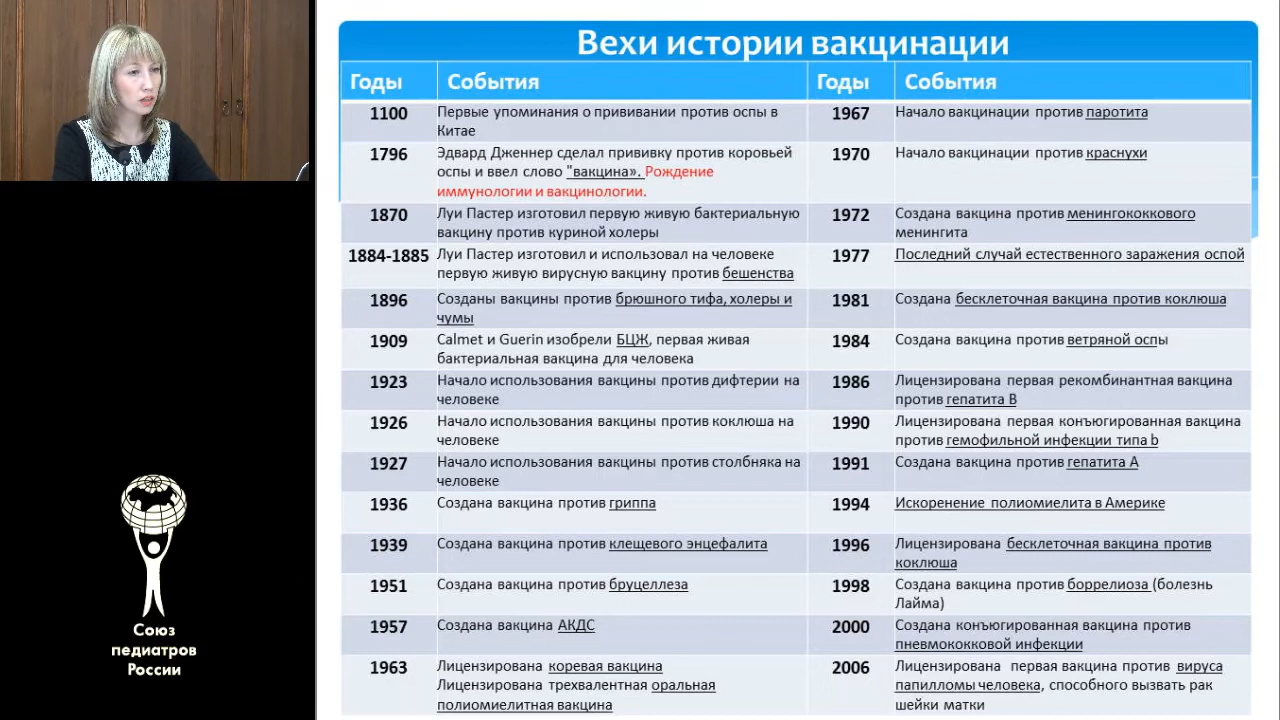 Вехи истории вакцинации
Годы События Годы События
1100 Первые упоминания о прививании против оспы в
Китае
1967 Начало вакцинации против паротита
1796 Эдвард Дженнер сделал прививку против коровьей
оспы и ввел слово "вакцина». Рождение
иммунологии и вакцинологии.
1970 Начало вакцинации против краснухи
1870 Луи Пастер изготовил первую живую бактериальную
вакцину против куриной холеры
1972 Создана вакцина против менингококкового
менингита
1884-1885 Луи Пастер изготовил и использовал на человеке
первую живую вирусную вакцину против бешенства
1977 Последний случай естественного заражения оспой
1896 Созданы вакцины против брюшного тифа, холеры и
чумы
1981 Создана бесклеточная вакцина против коклюша
1909 Calmet и Guerin изобрели БЦЖ, первая живая
бактериальная вакцина для человека
1984 Создана вакцина против ветряной оспы
1923 Начало использования вакцины против дифтерии на
человеке
1986 Лицензирована первая рекомбинантная вакцина
против гепатита В
1926 Начало использования вакцины против коклюша на
человеке
1990 Лицензирована первая конъюгированная вакцина
против гемофильной инфекции типа b
1927 Начало использования вакцины против столбняка на
человеке
1991 Создана вакцина против гепатита А
1936 Создана вакцина против гриппа
1994 Искоренение полиомиелита в Америке
1939 Создана вакцина против клещевого энцефалита
1996 Лицензирована бесклеточная вакцина против
коклюша
1951 Создана вакцина против бруцеллеза
1998 Создана вакцина против боррелиоза (болезнь
Лайма)
1957 Создана вакцина АКДС
2000 Создана конъюгированная вакцина против
пневмококковой инфекции
1963 Лицензирована коревая вакцина
Лицензирована трехвалентная оральная
полиомиелитная вакцина
2006 Лицензирована первая вакцина против вируса
папилломы человека, способного вызвать рак
шейки матки
Союз
педиатров
России